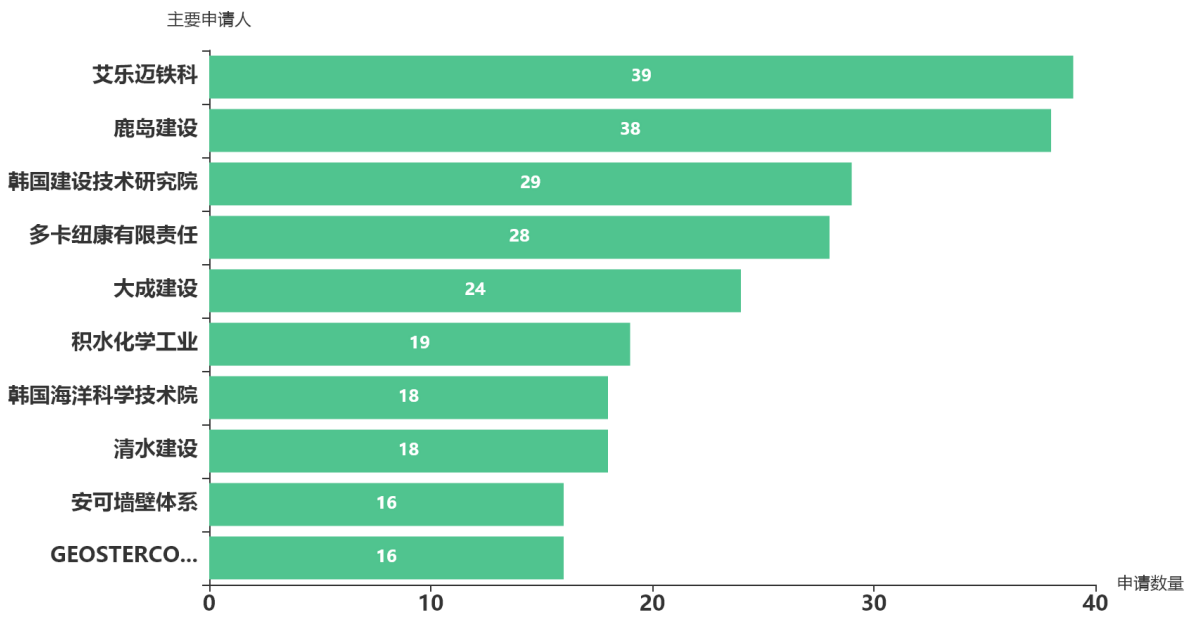 主要申请人
艾乐迈铁科 39
鹿岛建设 38
韩国建设技术研究院 29
多卡纽康有限责任 28
大成建设 24
积水化学工业 19
韩国海洋科学技术院 18
清水建设 18
安可墙壁体系 16
GEOSTERCO... 16
0 10 20 30 40
申请数量